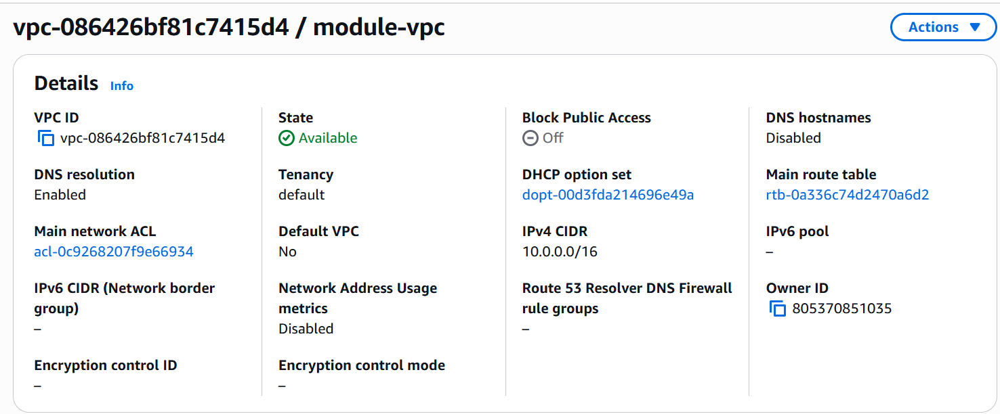 vpc-086426bf81c7415d4 / module-vpc
Actions
Details Info
VPC ID
vpc-086426bf81c7415d4
State
Available
Block Public Access
Off
DNS hostnames
Disabled
DNS resolution
Enabled
Tenancy
default
DHCP option set
dopt-00d3fda214696e49a
Main route table
rtb-0a336c74d2470a6d2
Main network ACL
acl-0c9268207f9e66934
Default VPC
No
IPv4 CIDR
10.0.0.0/16
IPv6 pool
–
IPv6 CIDR (Network border
group)
–
Network Address Usage
metrics
Disabled
Route 53 Resolver DNS Firewall
rule groups
–
Owner ID
805370851035
Encryption control ID
–
Encryption control mode
–